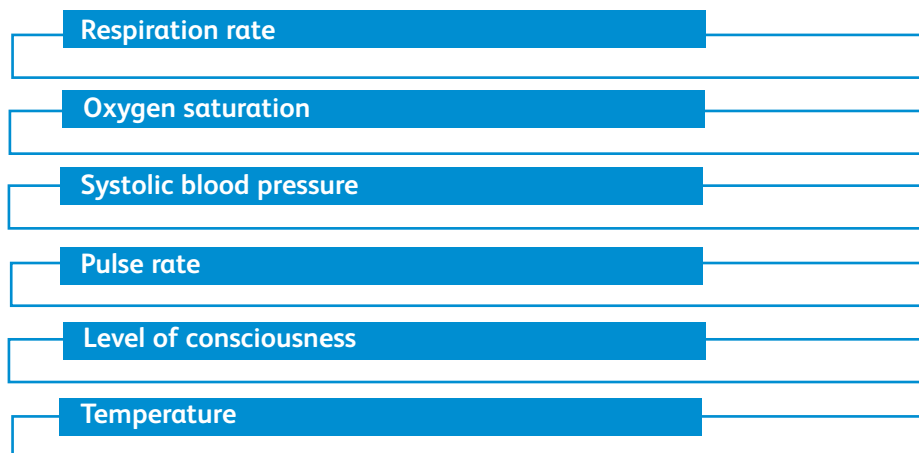 Respiration rate
Oxygen saturation
Systolic blood pressure
Pulse rate
Level of consciousness
Temperature